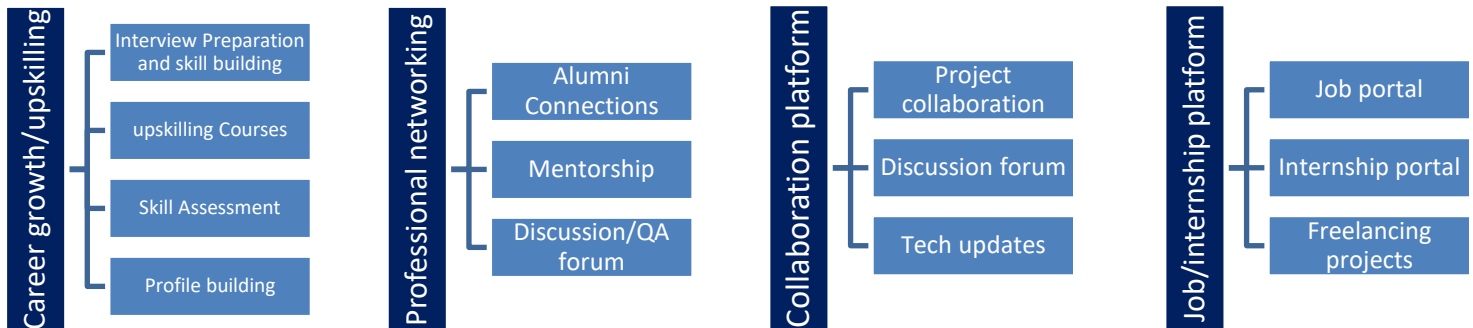 Career growth/upskilling
Interview Preparation
and skill building
upskilling Courses
Skill Assessment
Profile building
Professional networking
Alumni
Connections
Mentorship
Discussion/QA
forum
Collaboration platform
Project
collaboration
Discussion forum
Tech updates
Job/internship platform
Job portal
Internship portal
Freelancing
projects